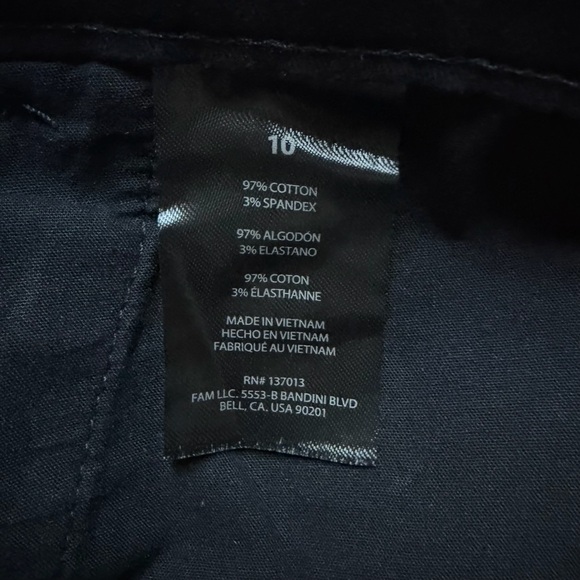 10
97% COTTON
3% SPANDEX
97% ALGODÓN
3% ELASTANO
97% COTON
3% ÉLASTHANNE
MADE IN VIETNAM
HECHO EN VIETNAM
FABRIQUÉ AU VIETNAM
RN# 137013
FAM LLC. 5553-B BANDINI BLVD
BELL, CA. USA 90201